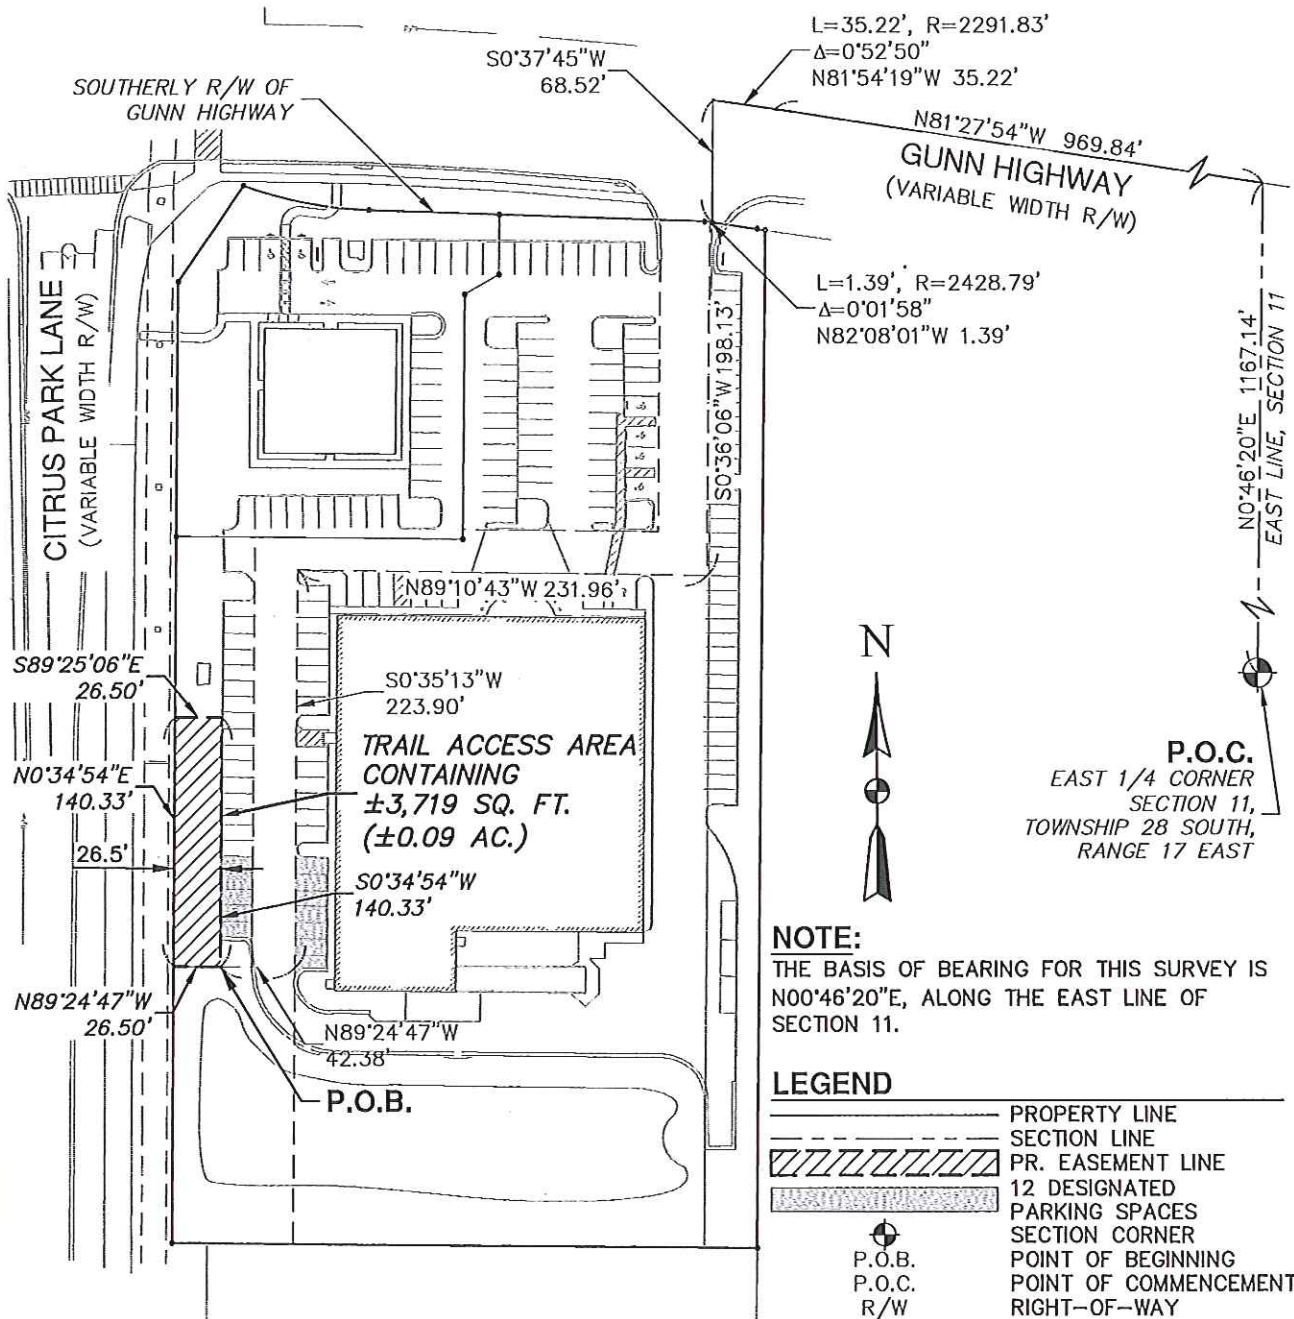 L=35.22', R=2291.83'
Δ=0°52'50"
N81°54'19"W 35.22'
S0°37'45"W
68.52'
SOUTHERLY R/W OF
GUNN HIGHWAY
N81°27'54"W 969.84'
GUNN HIGHWAY
(VARIABLE WIDTH R/W)
L=1.39', R=2428.79'
Δ=0°01'58"
N82°08'01"W 1.39'
CITRUS PARK LANE
(VARIABLE WIDTH R/W)
S0°36'06"W 198.13'
N0°46'20"E 1167.14'
EAST LINE, SECTION 11
N89°10'43"W 231.96'
S89°25'06"E
26.50'
S0°35'13"W
223.90'
N
TRAIL ACCESS AREA
CONTAINING
±3,719 SQ. FT.
(±0.09 AC.)
N0°34'54"E
140.33'
26.5'
S0°34'54"W
140.33'
P.O.C.
EAST 1/4 CORNER
SECTION 11,
TOWNSHIP 28 SOUTH,
RANGE 17 EAST
N89°24'47"W
26.50'
N89°24'47"W
42.38'
P.O.B.
NOTE:
THE BASIS OF BEARING FOR THIS SURVEY IS
N00°46'20"E, ALONG THE EAST LINE OF
SECTION 11.
LEGEND
PROPERTY LINE
SECTION LINE
PR. EASEMENT LINE
12 DESIGNATED
PARKING SPACES
SECTION CORNER
P.O.B. POINT OF BEGINNING
P.O.C. POINT OF COMMENCEMENT
R/W RIGHT-OF-WAY